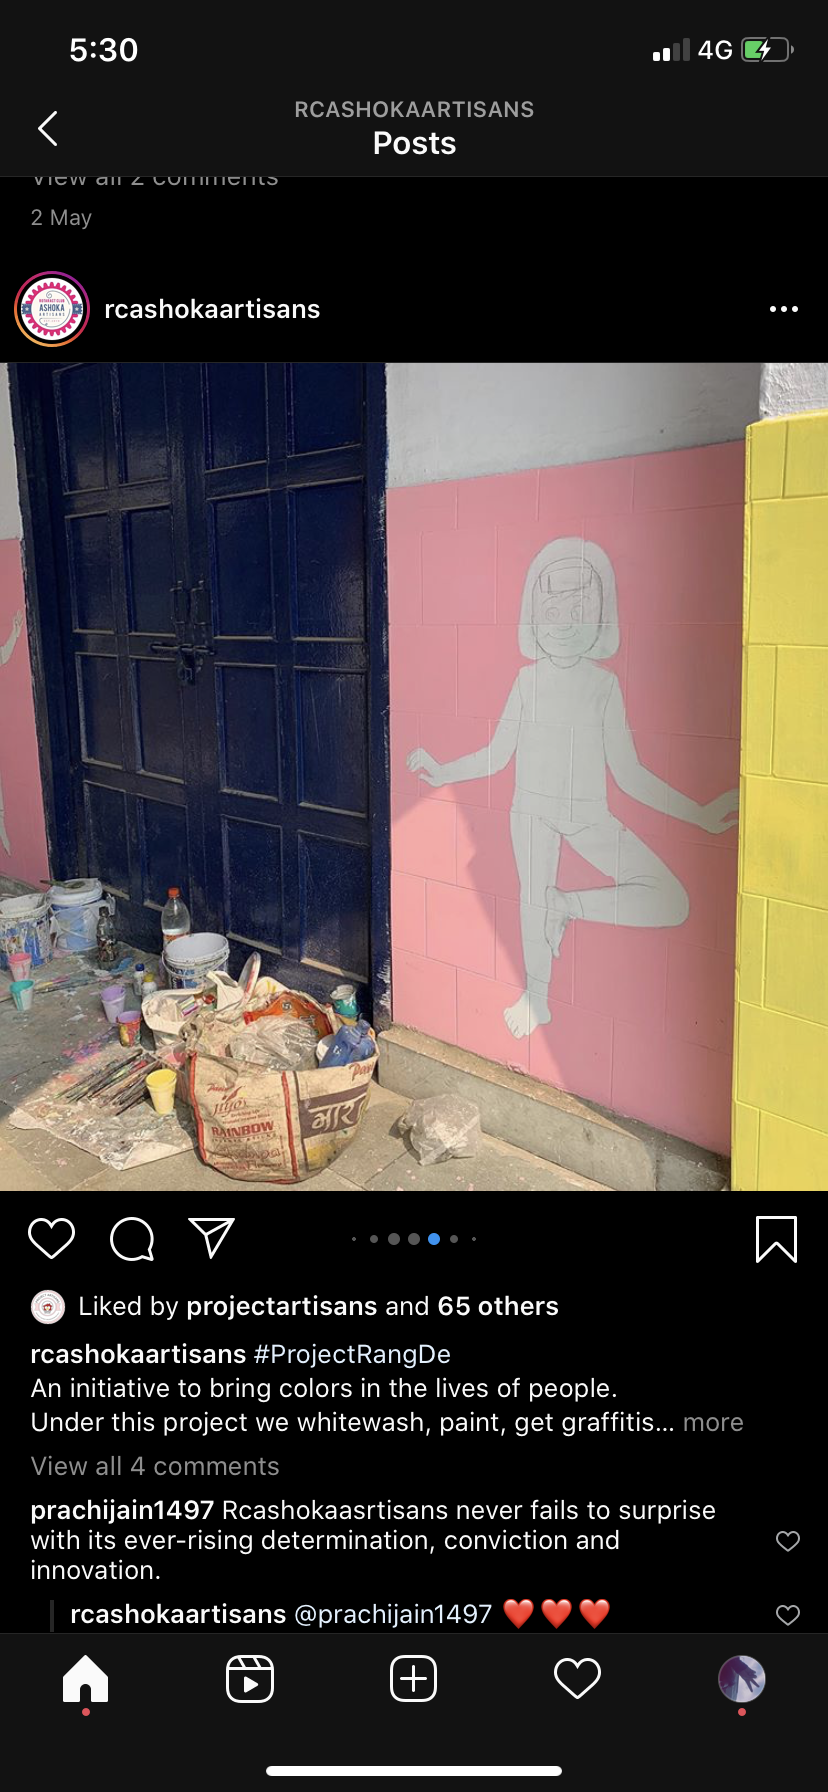 5:30
4G
RCASHOKAARTISANS
Posts
View all 2 comments
2 May
ASHOKA
ARTISANS
rcashokaartisans
RAINBOW
भार
Liked by projectartisans and 65 others
rcashokaartisans #ProjectRangDe
An initiative to bring colors in the lives of people.
Under this project we whitewash, paint, get graffitis... more
View all 4 comments
prachijain1497 Rcashokaasrtisans never fails to surprise
with its ever-rising determination, conviction and
innovation.
rcashokaartisans @prachijain1497 ❤️❤️❤️